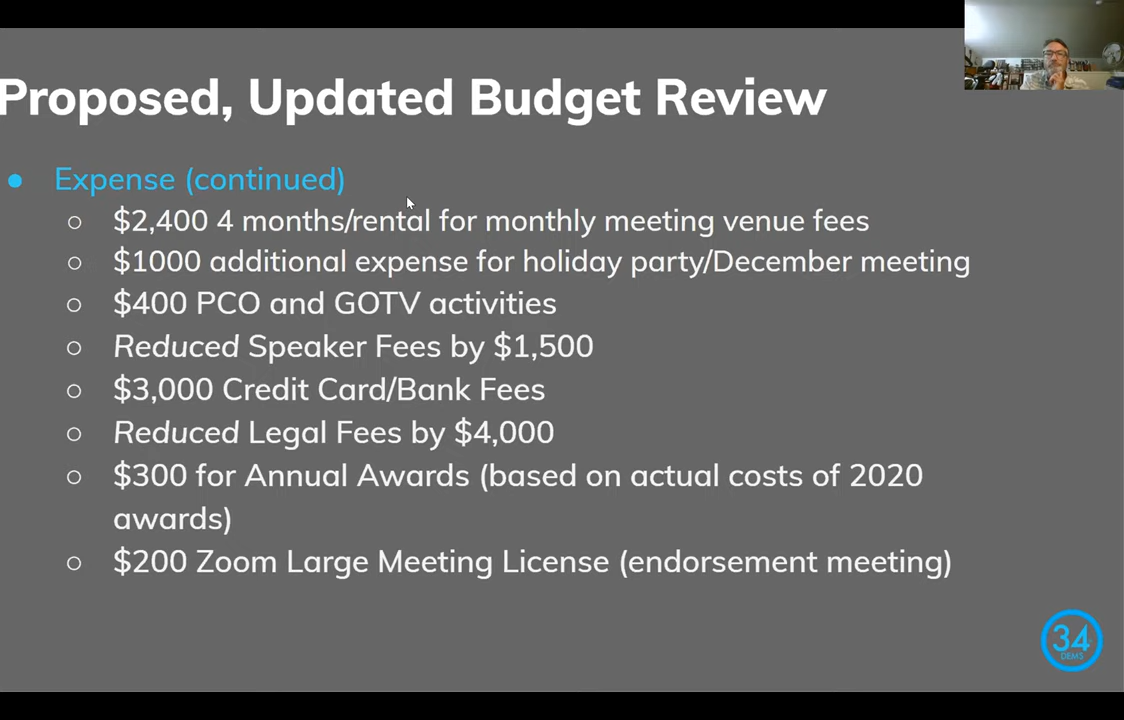 Proposed, Updated Budget Review
Expense (continued)
$2,400 4 months/rental for monthly meeting venue fees
$1000 additional expense for holiday party/December meeting
$400 PCO and GOTV activities
Reduced Speaker Fees by $1,500
$3,000 Credit Card/Bank Fees
Reduced Legal Fees by $4,000
$300 for Annual Awards (based on actual costs of 2020
awards)
$200 Zoom Large Meeting License (endorsement meeting)
34
DEMS